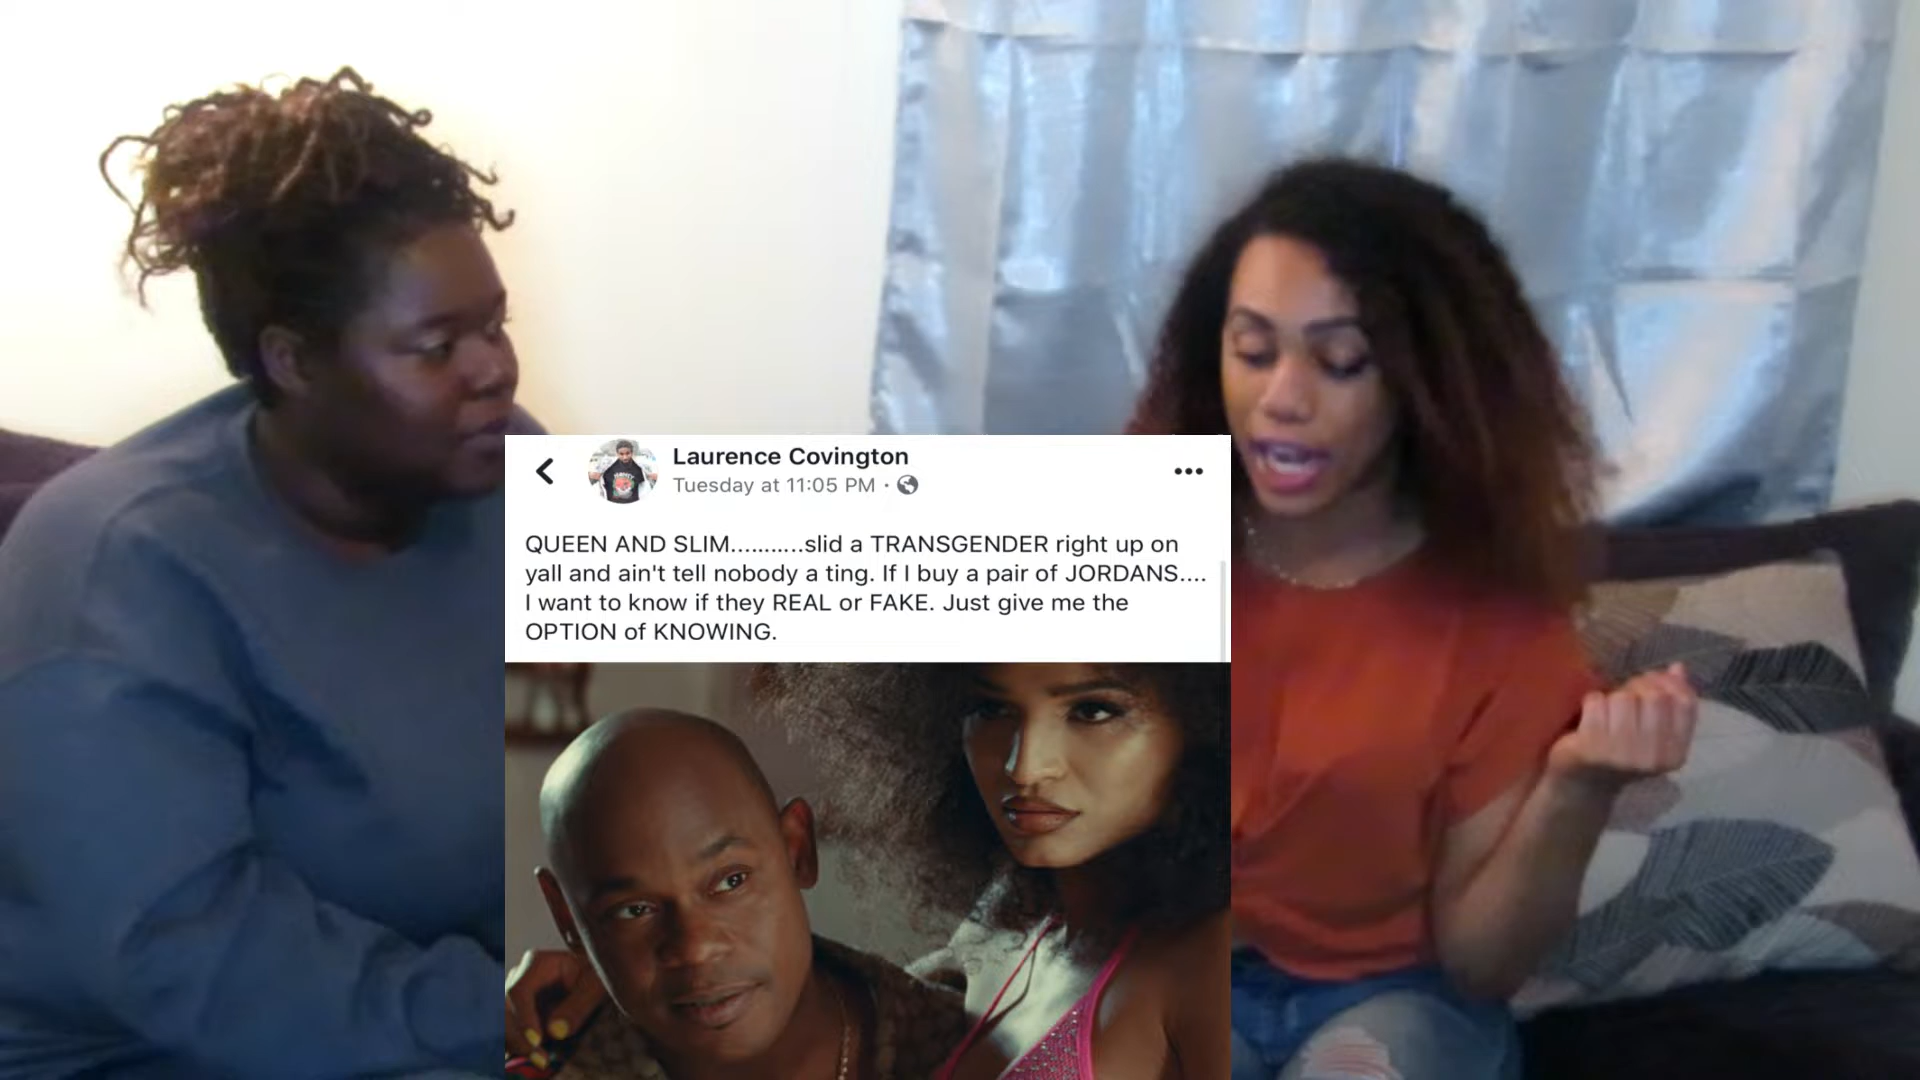 Laurence Covington
Tuesday at 11:05 PM ·
QUEEN AND SLIM...........slid a TRANSGENDER right up on
yall and ain't tell nobody a ting. If I buy a pair of JORDANS....
I want to know if they REAL or FAKE. Just give me the
OPTION of KNOWING.